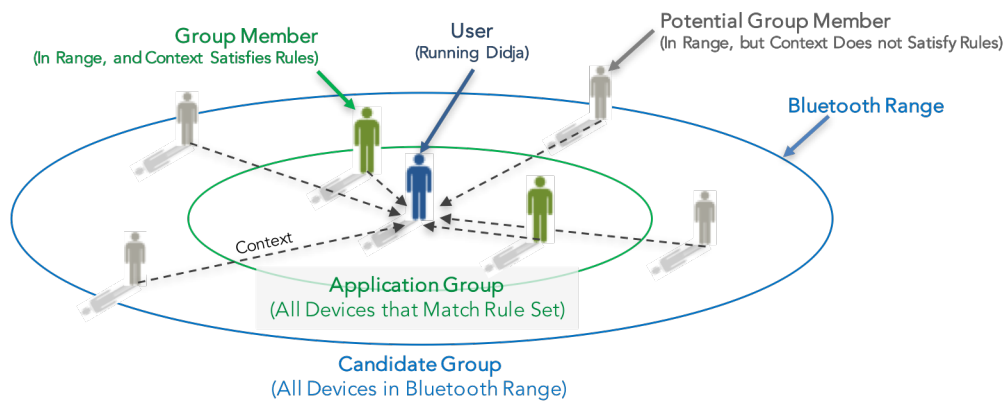 Group Member
(In Range, and Context Satisfies Rules)
User
(Running Didja)
Potential Group Member
(In Range, but Context Does not Satisfy Rules)
Bluetooth Range
Context
Application Group
(All Devices that Match Rule Set)
Candidate Group
(All Devices in Bluetooth Range)